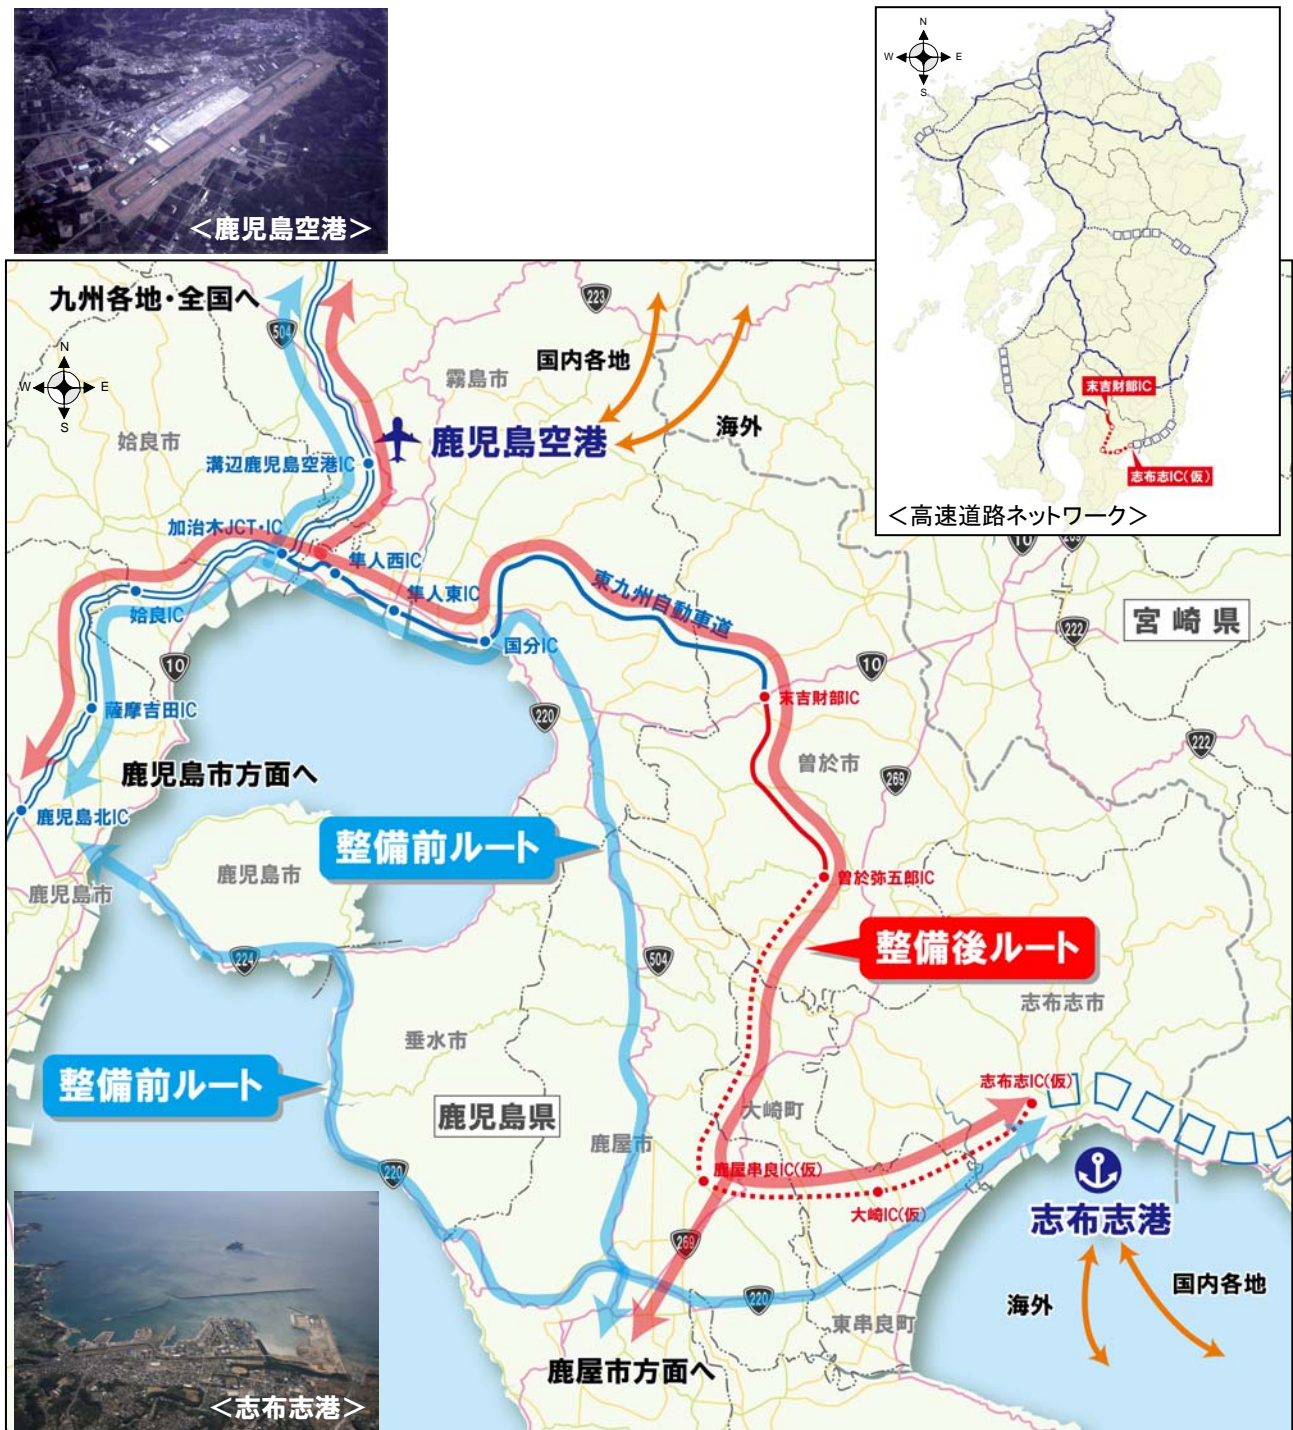 ＜鹿児島空港＞
N
W
E
S
末吉財部IC
志布志IC(仮)
＜高速道路ネットワーク＞
九州各地・全国へ
N
W
E
S
504
223
国内各地
海外
霧島市
鹿児島空港
姶良市
溝辺鹿児島空港IC
加治木JCT・IC
隼人西IC
隼人東IC
姶良IC
国分IC
東九州自動車道
10
宮崎県
222
10
10
末吉財部IC
薩摩吉田IC
220
222
鹿児島市方面へ
曽於市
269
鹿児島北IC
整備前ルート
鹿児島市
鹿児島市
曽於弥五郎IC
整備後ルート
224
504
志布志市
垂水市
整備前ルート
志布志IC(仮)
鹿児島県
大崎町
鹿屋市
220
鹿屋串良IC(仮)
大崎IC(仮)
志布志港
269
220
海外
国内各地
東串良町
鹿屋市方面へ
＜志布志港＞